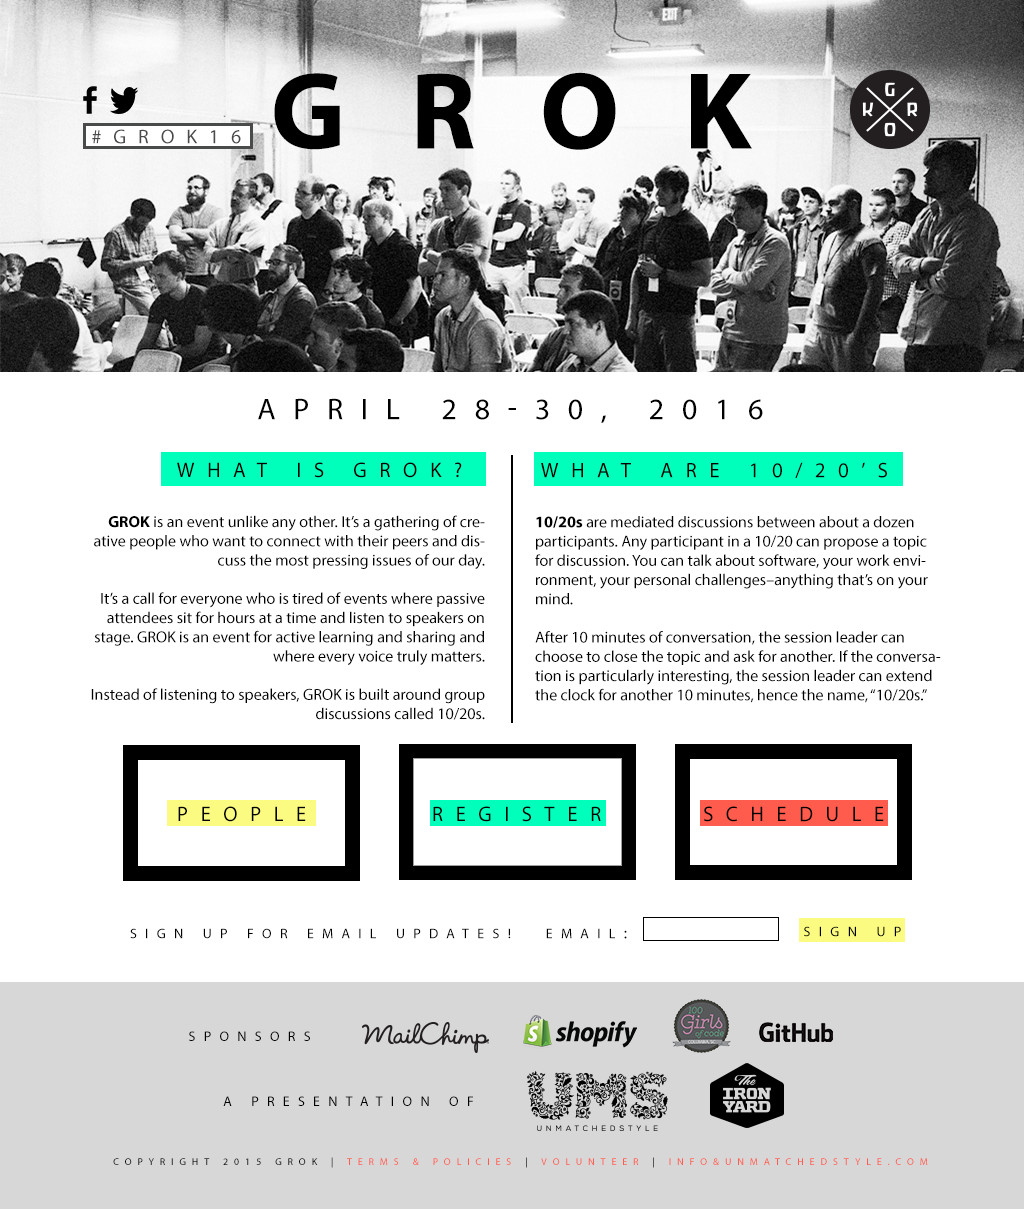 EXIT
GROK
#GROK16
G
K R
O
APRIL 28-30, 2016
WHAT IS GROK?
GROK is an event unlike any other. It’s a gathering of cre-
ative people who want to connect with their peers and dis-
cuss the most pressing issues of our day.
It’s a call for everyone who is tired of events where passive
attendees sit for hours at a time and listen to speakers on
stage. GROK is an event for active learning and sharing and
where every voice truly matters.
Instead of listening to speakers, GROK is built around group
discussions called 10/20s.
WHAT ARE 10/20’S
10/20s are mediated discussions between about a dozen
participants. Any participant in a 10/20 can propose a topic
for discussion. You can talk about software, your work envi-
ronment, your personal challenges–anything that’s on your
mind.
After 10 minutes of conversation, the session leader can
choose to close the topic and ask for another. If the conversa-
tion is particularly interesting, the session leader can extend
the clock for another 10 minutes, hence the name, “10/20s.”
PEOPLE
REGISTER
SCHEDULE
SIGN UP FOR EMAIL UPDATES! EMAIL:
SIGN UP
SPONSORS
MailChimp
shopify
100
Girls
of code
COLUMBIA, SC
GitHub
A PRESENTATION OF
UMS
UNMATCHEDSTYLE
The
IRON
YARD
COPYRIGHT 2015 GROK | TERMS & POLICIES | VOLUNTEER | INFO@UNMATCHEDSTYLE.COM